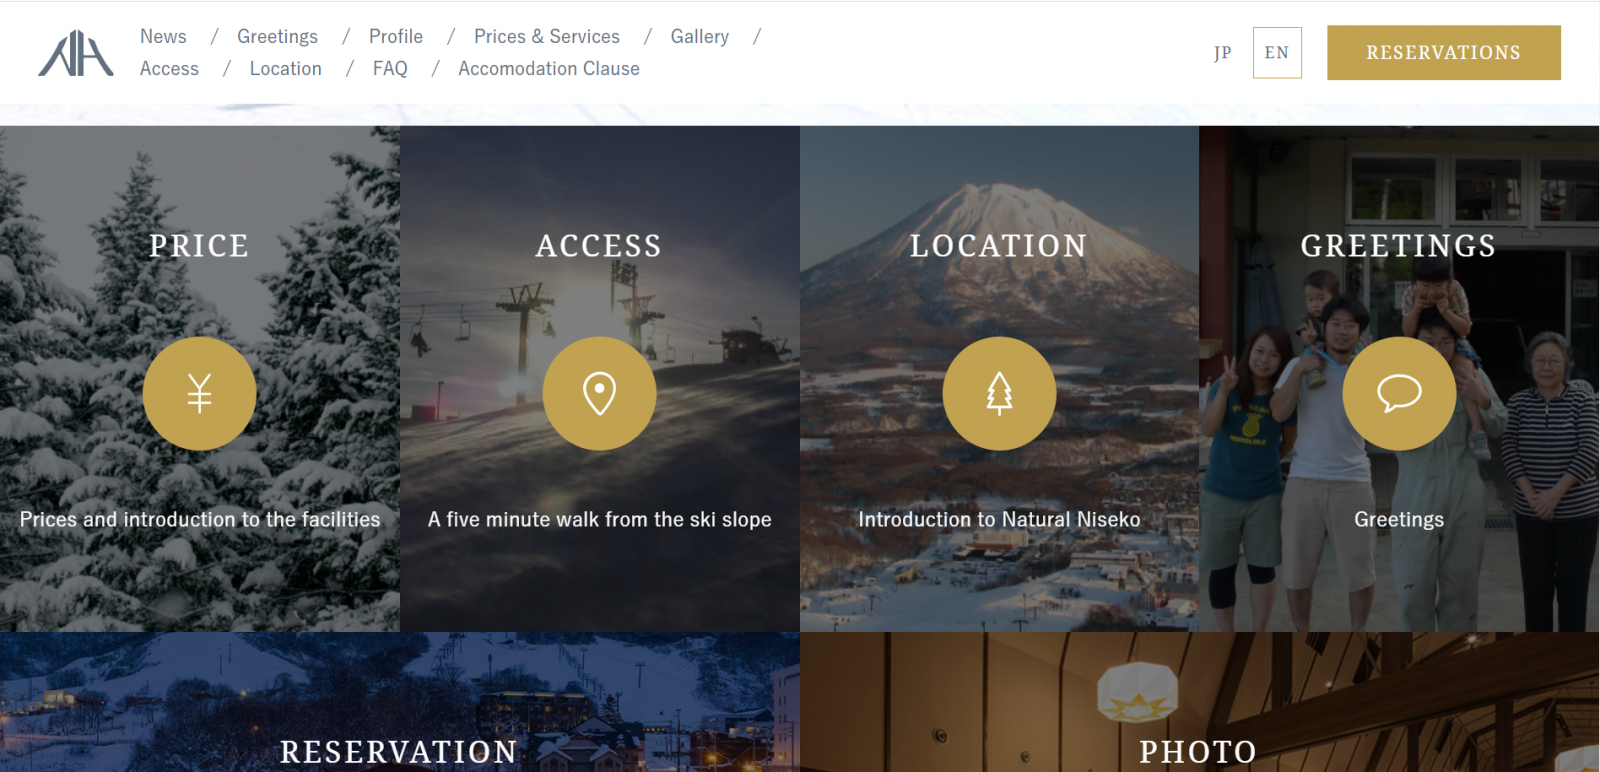 News / Greetings / Profile / Prices & Services / Gallery /
Access / Location / FAQ / Accomodation Clause
JP EN RESERVATIONS
PRICE
Prices and introduction to the facilities
ACCESS
A five minute walk from the ski slope
LOCATION
Introduction to Natural Niseko
GREETINGS
Greetings
RESERVATION
PHOTO